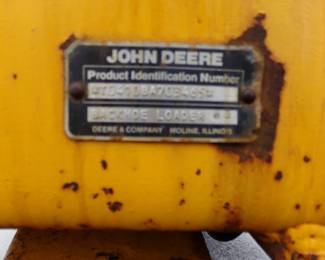 JOHN DEERE
Product Identification Number
BACKHOE LOADER
DEERE & COMPANY MOLINE, ILLINOIS